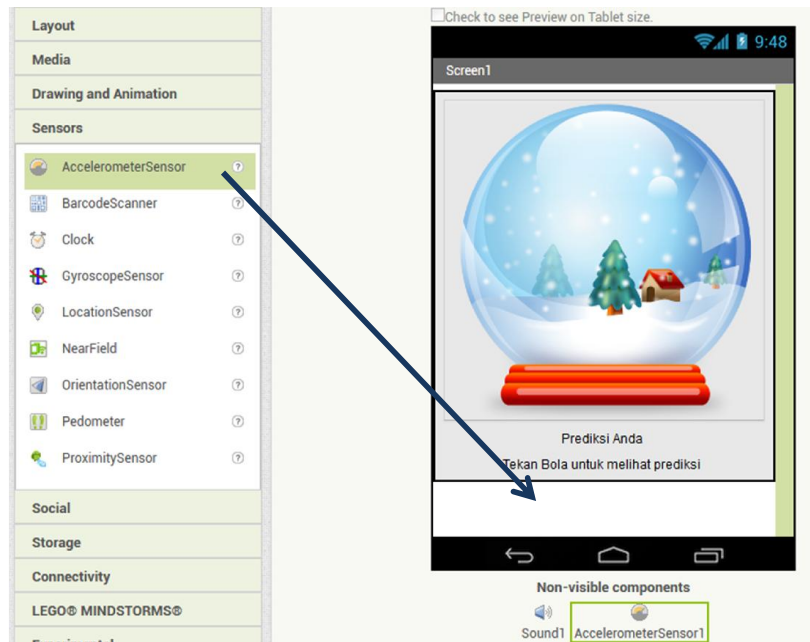 Layout
Media
Drawing and Animation
Sensors
AccelerometerSensor ?
BarcodeScanner ?
Clock ?
GyroscopeSensor ?
LocationSensor ?
NearField ?
OrientationSensor ?
Pedometer ?
ProximitySensor ?
Social
Storage
Connectivity
LEGO® MINDSTORMS®
Check to see Preview on Tablet size.
9:48
Screen1
Prediksi Anda
Tekan Bola untuk melihat prediksi
Non-visible components
Sound1 AccelerometerSensor1